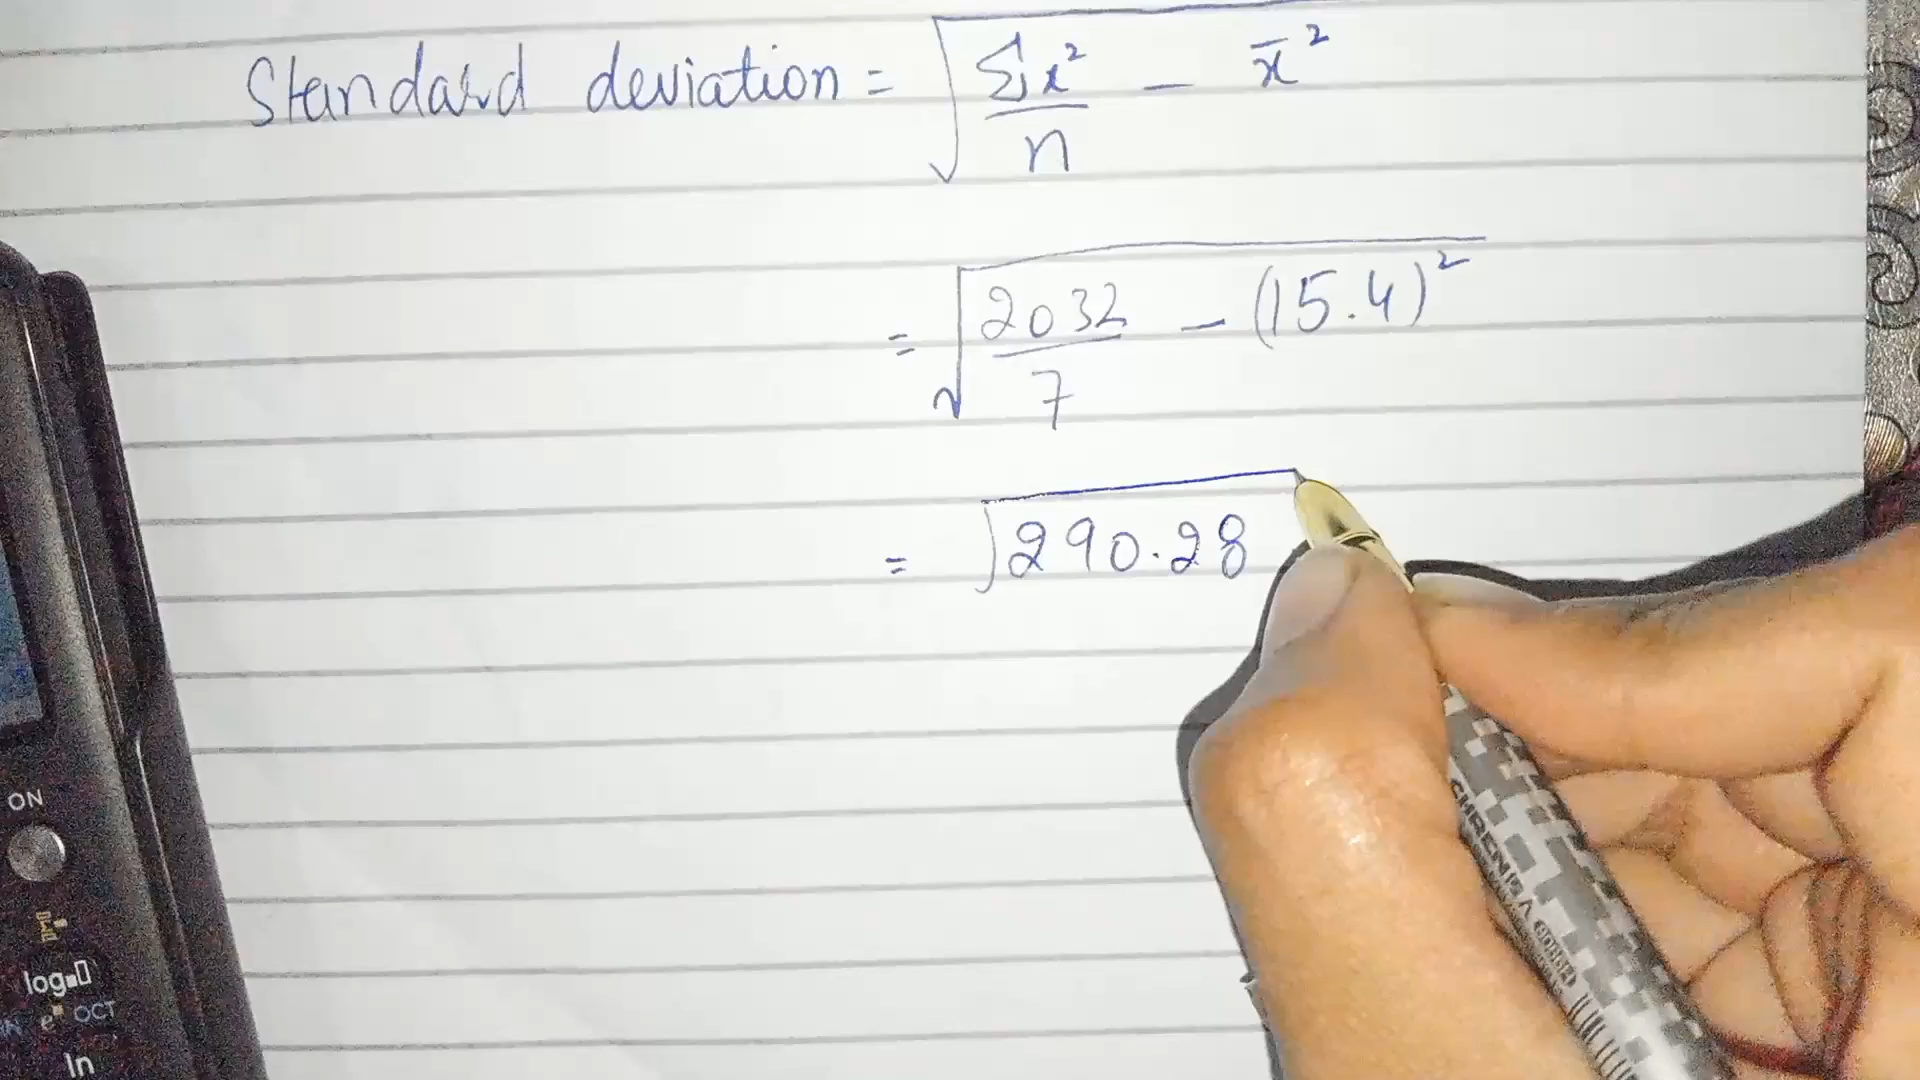 Standard deviation = √(Σx²/n − x̄²)
= √(2032/7 − (15.4)²)
= √290.28
ON
log
e OCT
ln